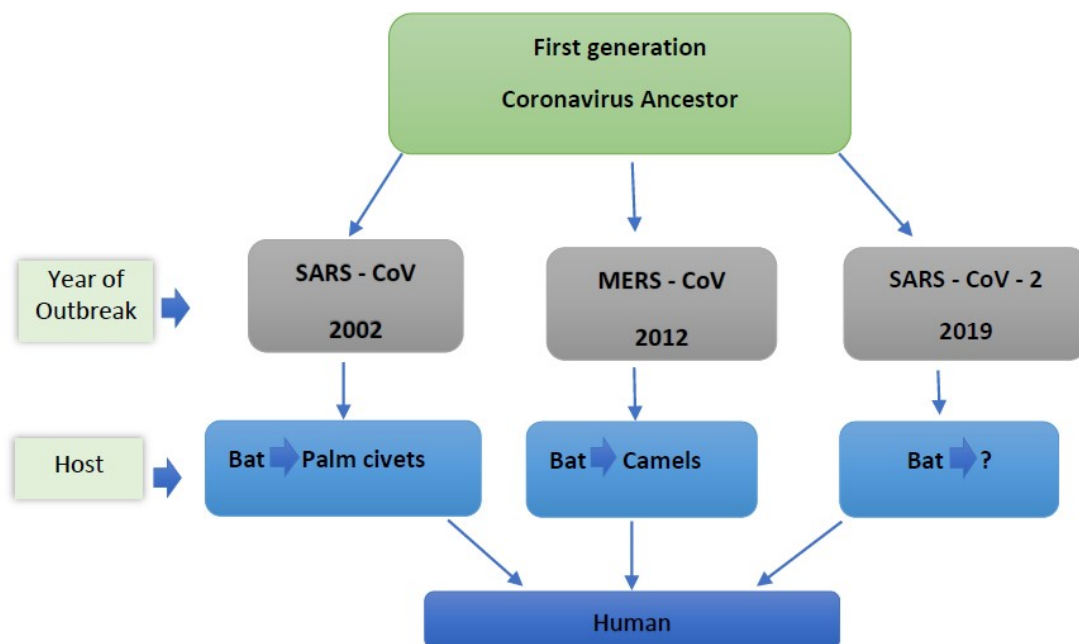 First generation
Coronavirus Ancestor
Year of
Outbreak
SARS - CoV
2002
MERS - CoV
2012
SARS - CoV - 2
2019
Host
Bat Palm civets
Bat Camels
Bat ?
Human